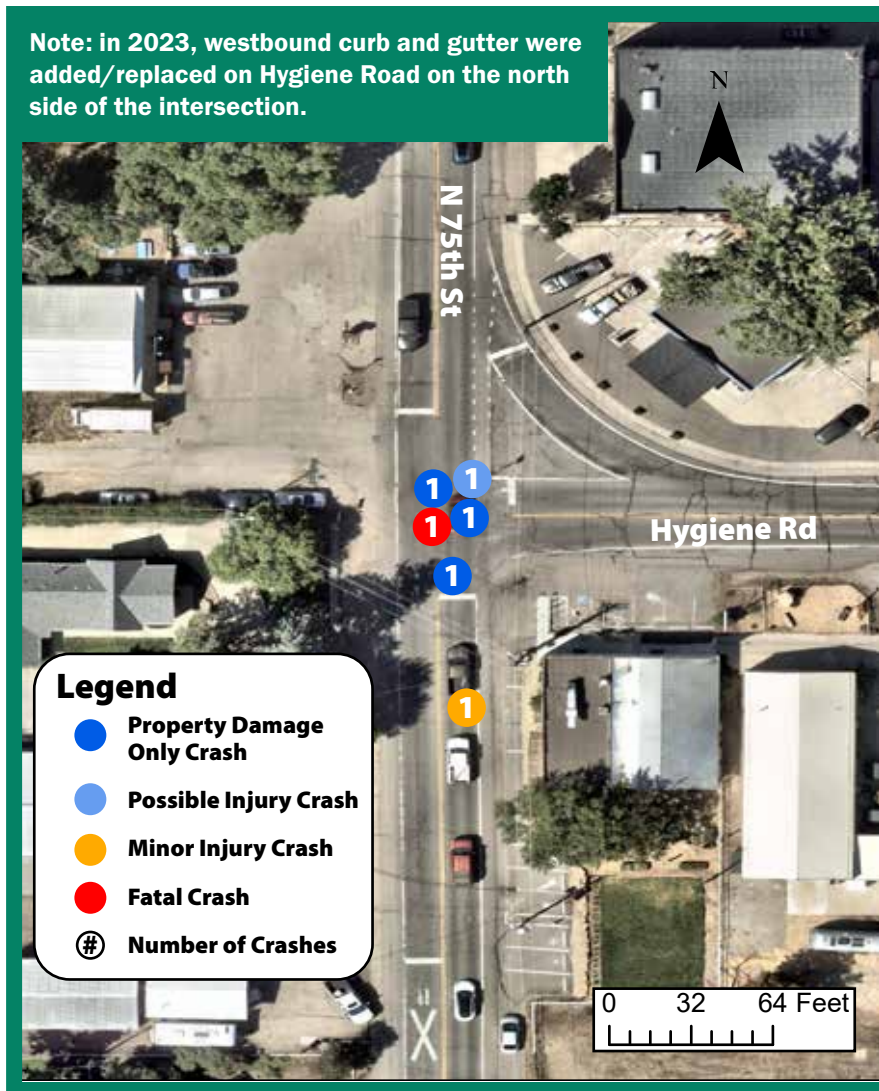 Note: in 2023, westbound curb and gutter were
added/replaced on Hygiene Road on the north
side of the intersection.
N
N 75th St
1
1
1
1
Hygiene Rd
1
1
Legend
Property Damage
Only Crash
Possible Injury Crash
Minor Injury Crash
Fatal Crash
# Number of Crashes
0 32 64 Feet